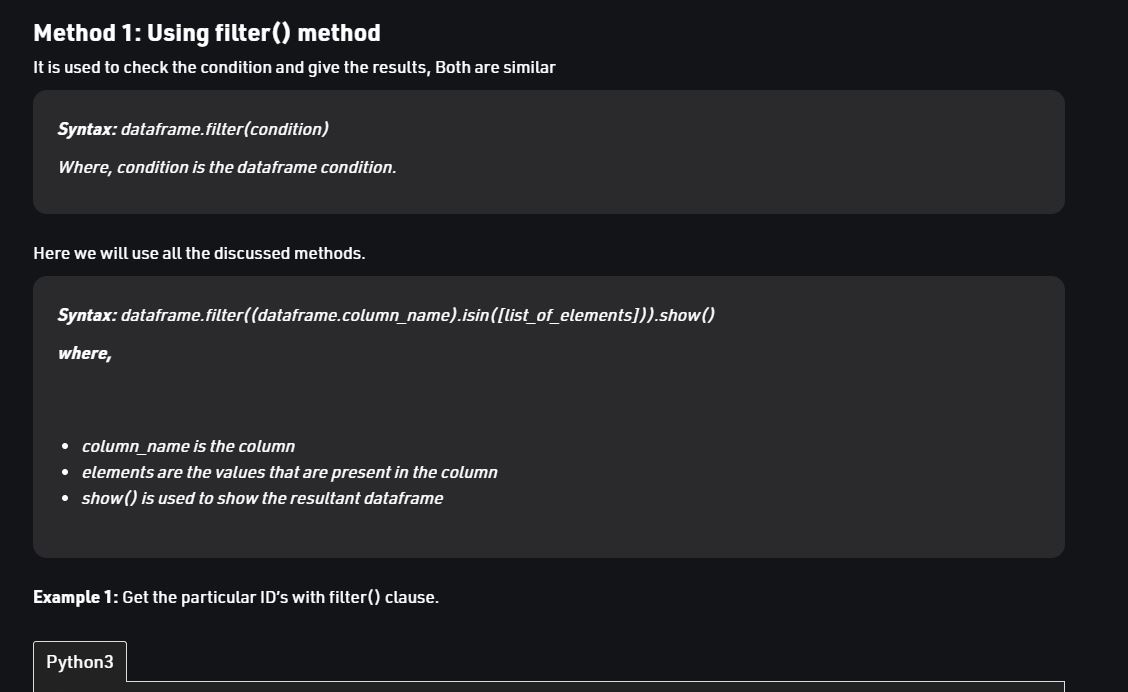 Method 1: Using filter() method
It is used to check the condition and give the results, Both are similar
Syntax: dataframe.filter(condition)
Where, condition is the dataframe condition.
Here we will use all the discussed methods.
Syntax: dataframe.filter((dataframe.column_name).isin([list_of_elements])).show()
where,
column_name is the column
elements are the values that are present in the column
show() is used to show the resultant dataframe
Example 1: Get the particular ID’s with filter() clause.
Python3